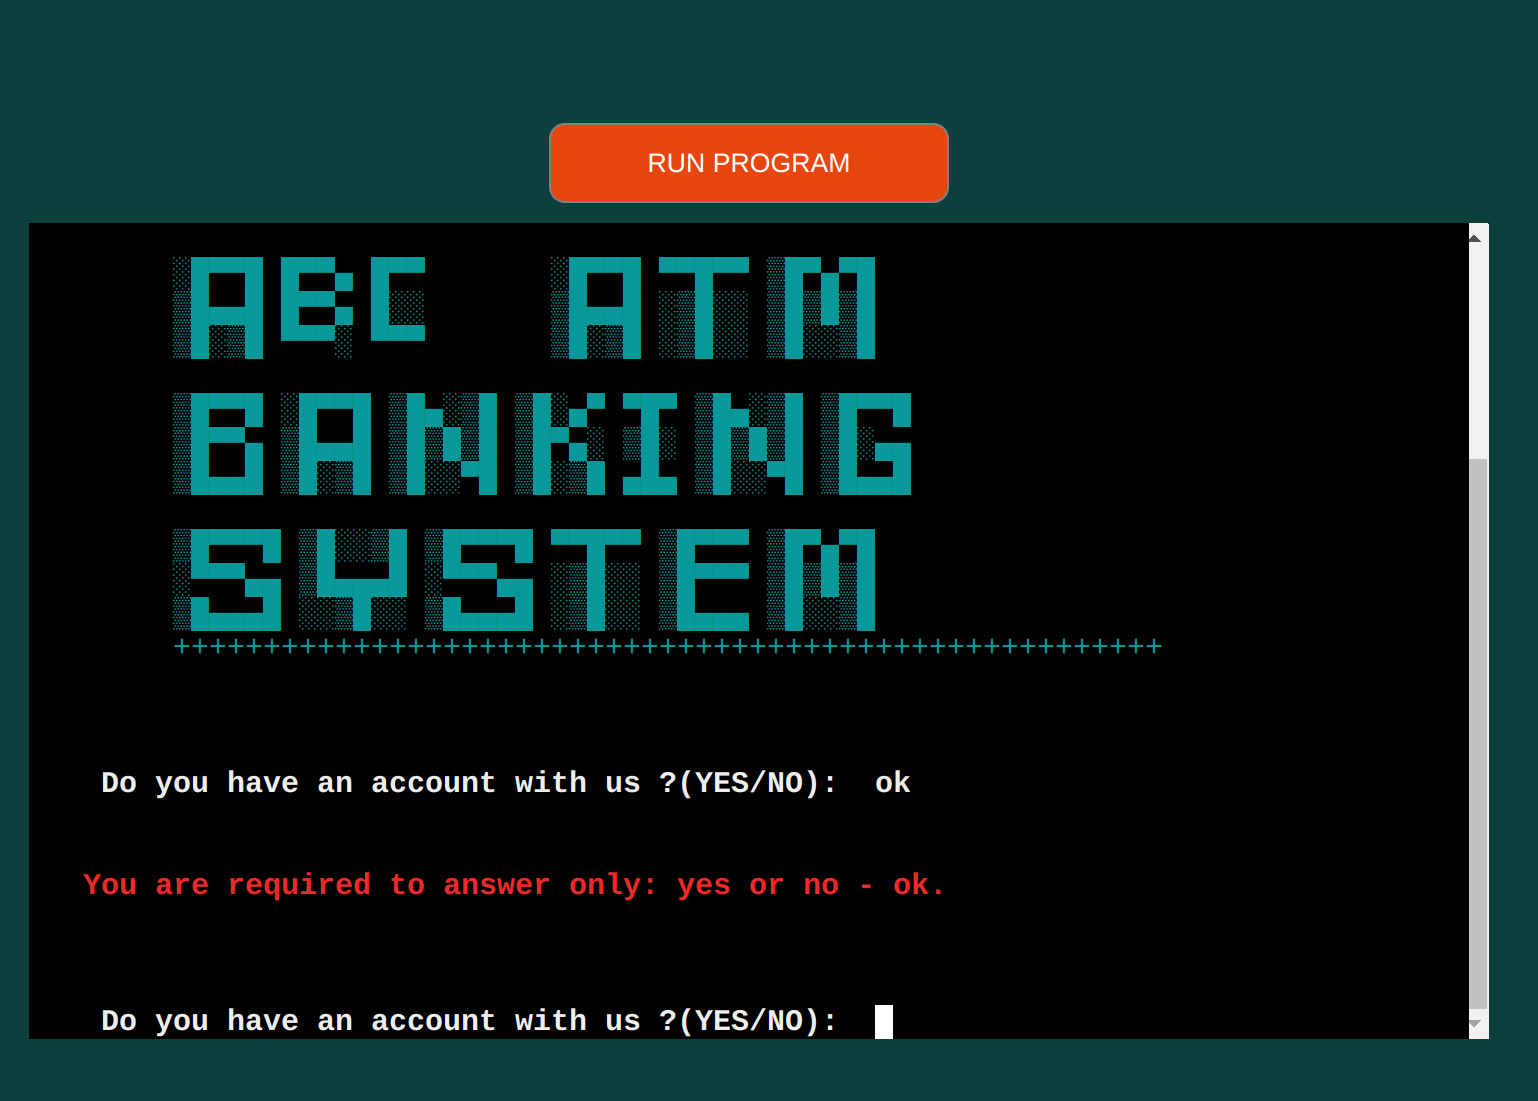 RUN PROGRAM
ABC ATM
BANKING
SYSTEM
+++++++++++++++++++++++++++++++++++++++++++++++++++++++
Do you have an account with us ?(YES/NO): ok
You are required to answer only: yes or no - ok.
Do you have an account with us ?(YES/NO):